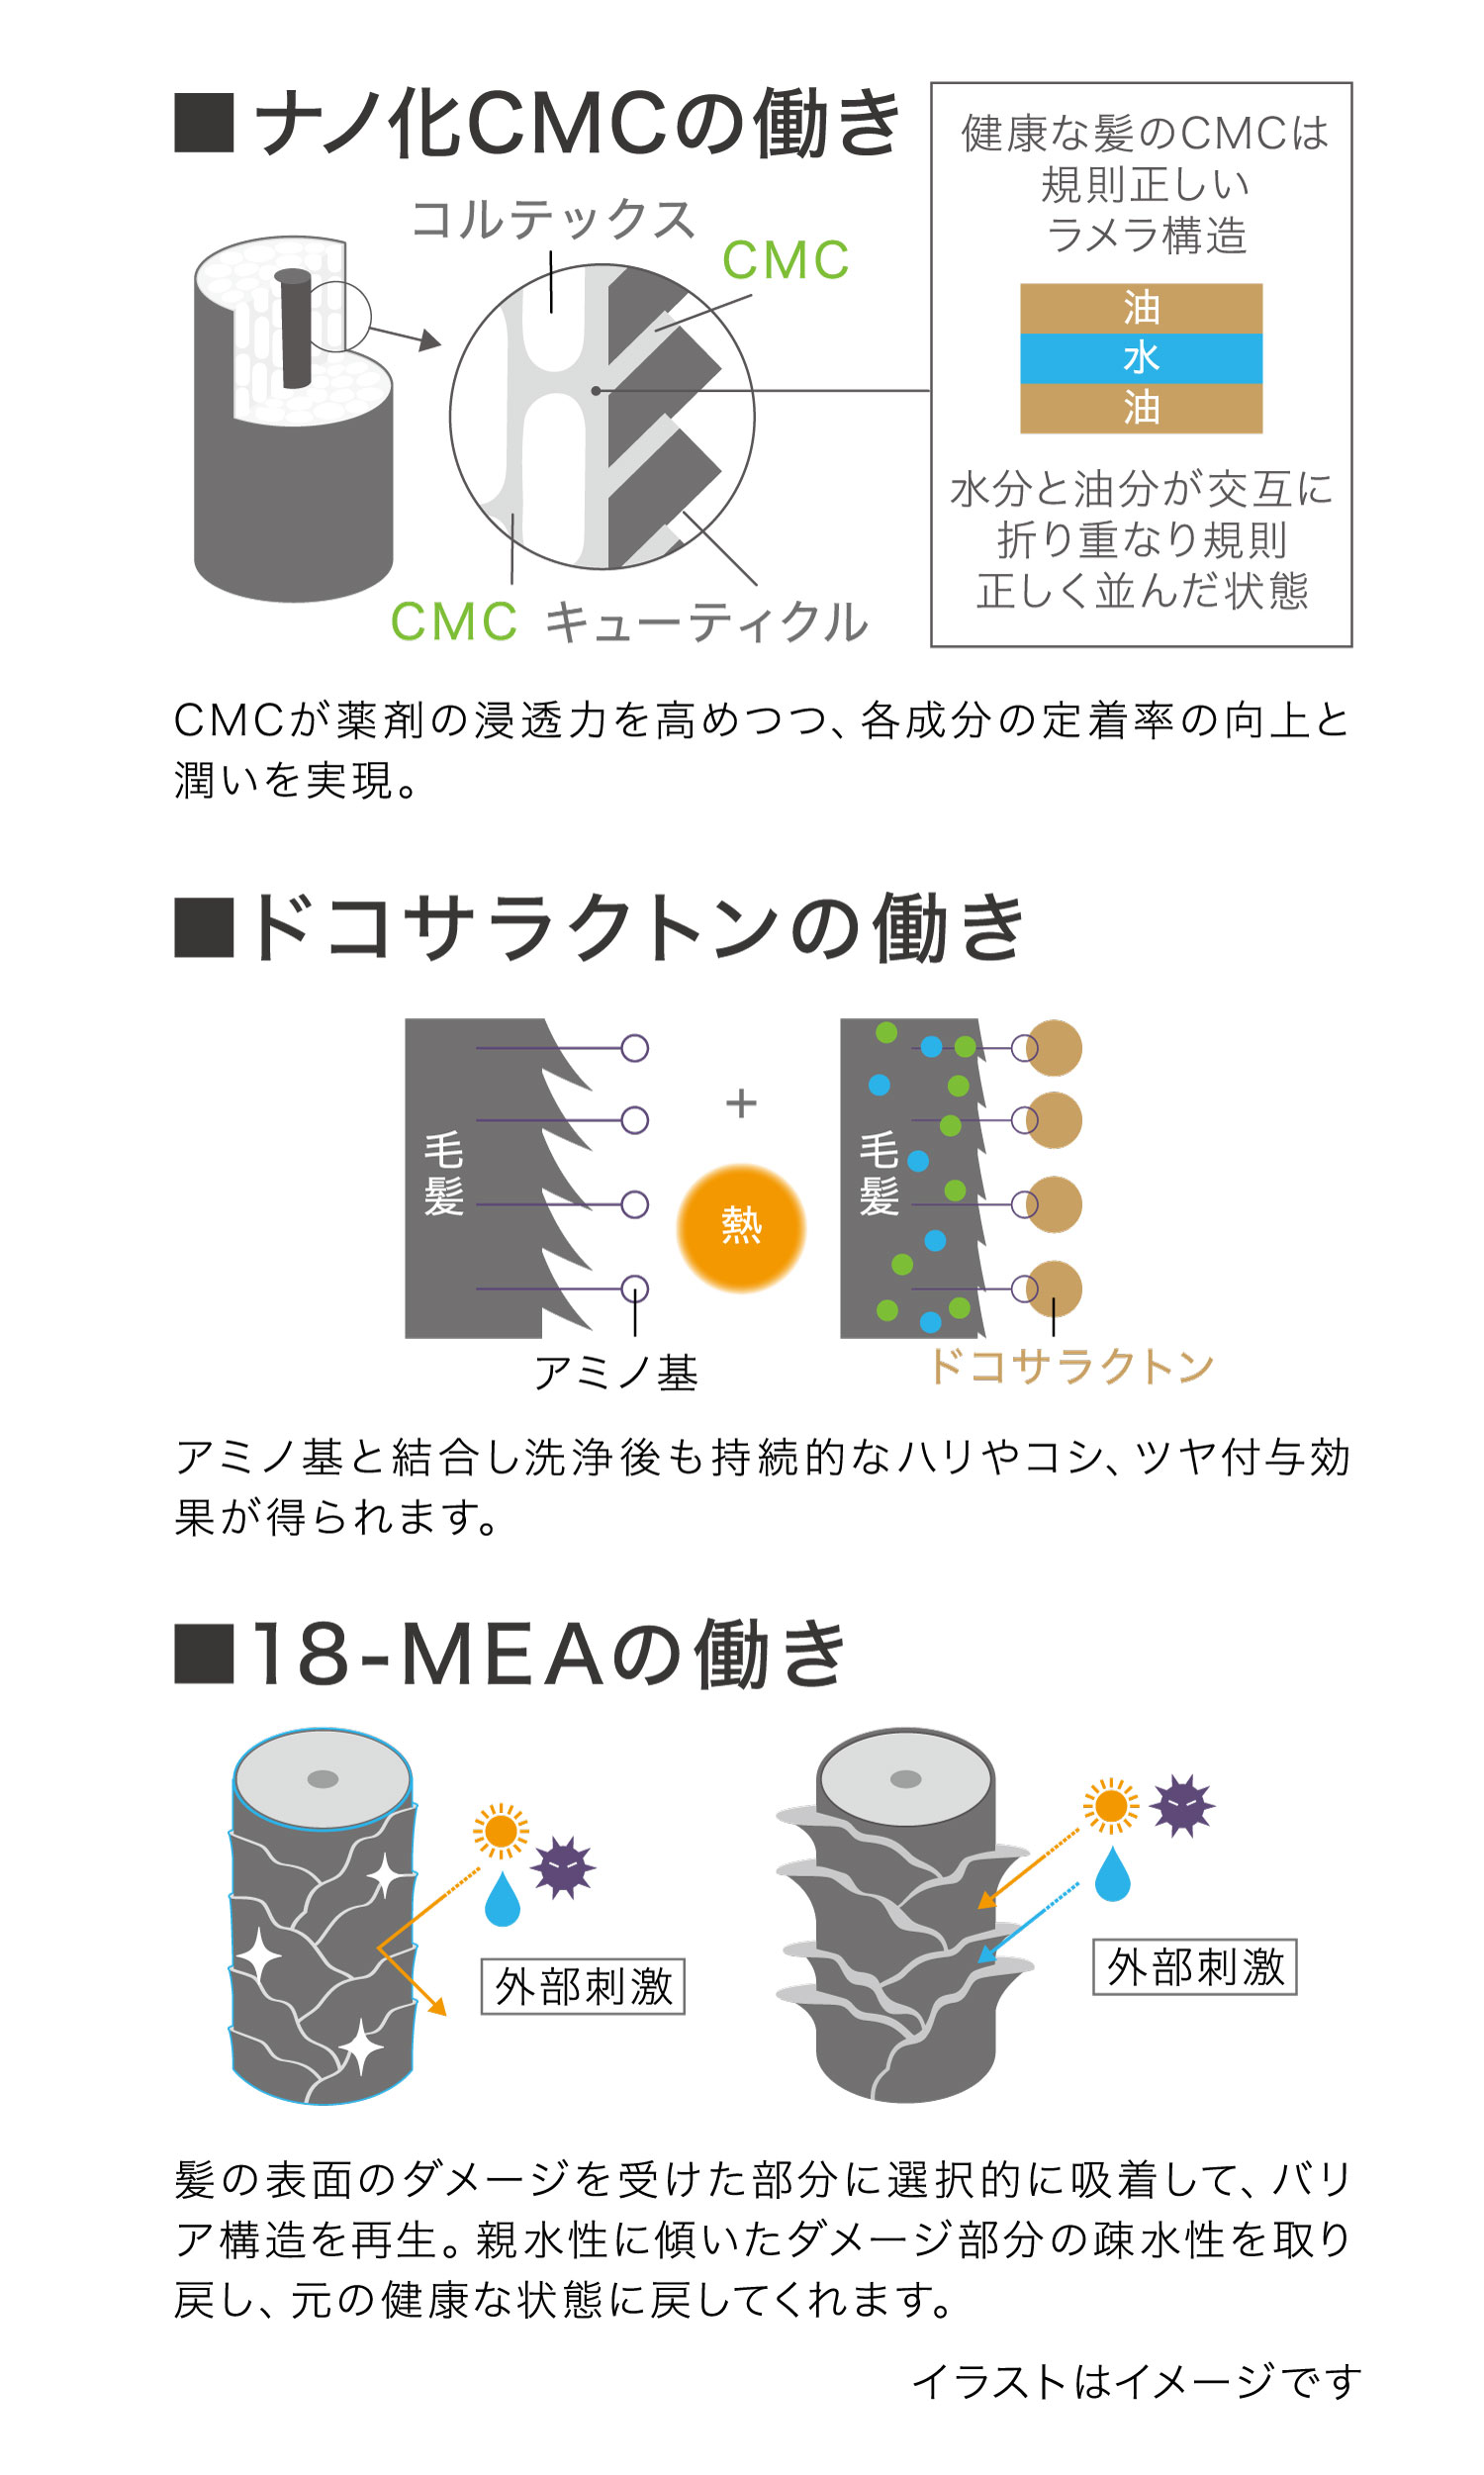 ■ナノ化CMCの働き
コルテックス
CMC
CMC
キューティクル
健康な髪のCMCは
規則正しい
ラメラ構造
油
水
油
水分と油分が交互に
折り重なり規則
正しく並んだ状態
CMCが薬剤の浸透力を高めつつ、各成分の定着率の向上と
潤いを実現。
■ドコサラクトンの働き
毛髪
アミノ基
+
熱
毛髪
ドコサラクトン
アミノ基と結合し洗浄後も持続的なハリやコシ、ツヤ付与効
果が得られます。
■18-MEAの働き
外部刺激
外部刺激
髪の表面のダメージを受けた部分に選択的に吸着して、バリ
ア構造を再生。親水性に傾いたダメージ部分の疎水性を取り
戻し、元の健康な状態に戻してくれます。
イラストはイメージです